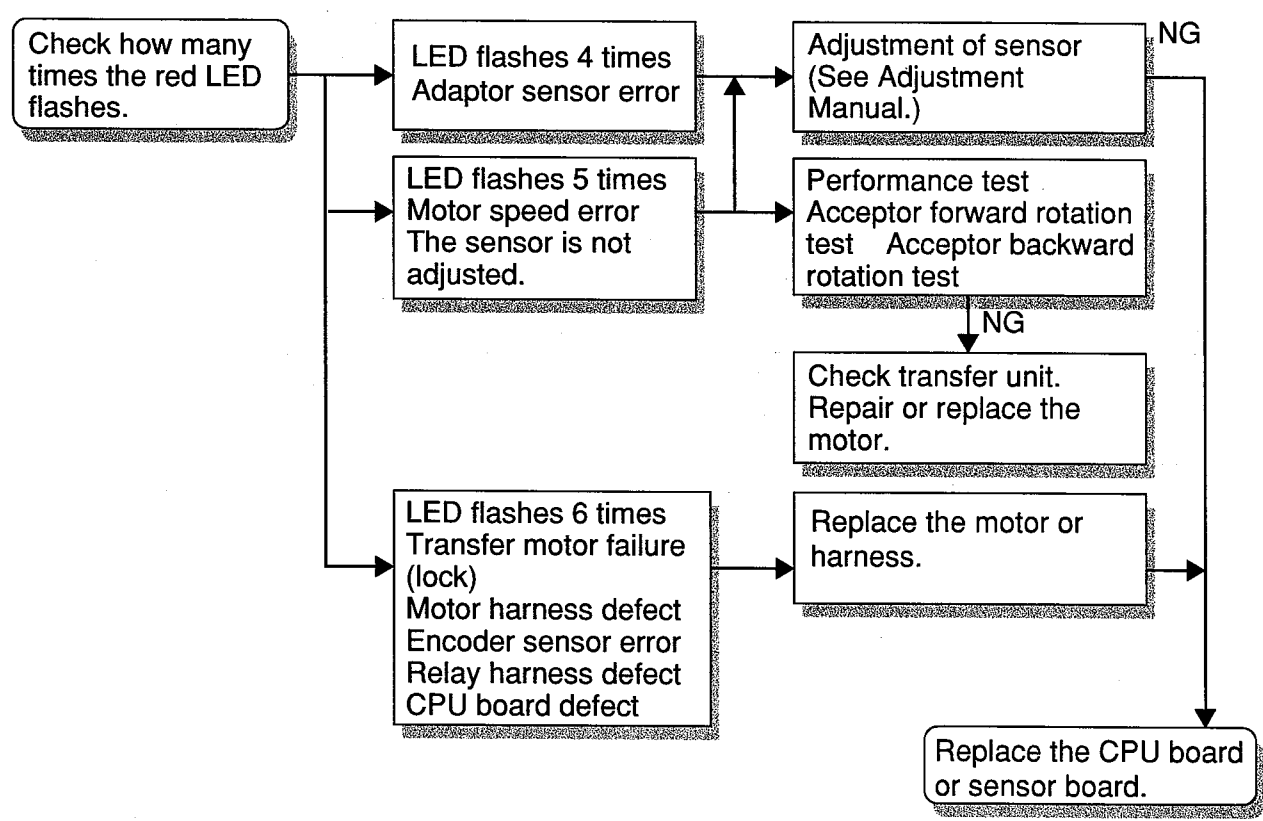 Check how many
times the red LED
flashes.
LED flashes 4 times
Adaptor sensor error
Adjustment of sensor
(See Adjustment
Manual.)
NG
LED flashes 5 times
Motor speed error
The sensor is not
adjusted.
Performance test
Acceptor forward rotation
test Acceptor backward
rotation test
NG
Check transfer unit.
Repair or replace the
motor.
LED flashes 6 times
Transfer motor failure
(lock)
Motor harness defect
Encoder sensor error
Relay harness defect
CPU board defect
Replace the motor or
harness.
Replace the CPU board
or sensor board.